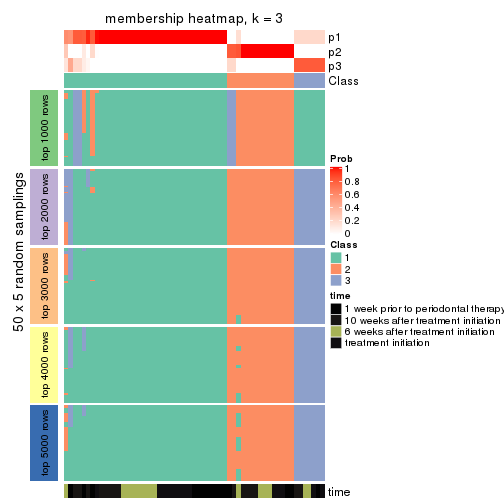 membership heatmap, k = 3
p1
p2
p3
Class
50 x 5 random samplings
top 1000 rows
top 2000 rows
top 3000 rows
top 4000 rows
top 5000 rows
time
Prob
1
0.8
0.6
0.4
0.2
0
Class
1
2
3
time
1 week prior to periodontal therapy
10 weeks after treatment initiation
6 weeks after treatment initiation
treatment initiation